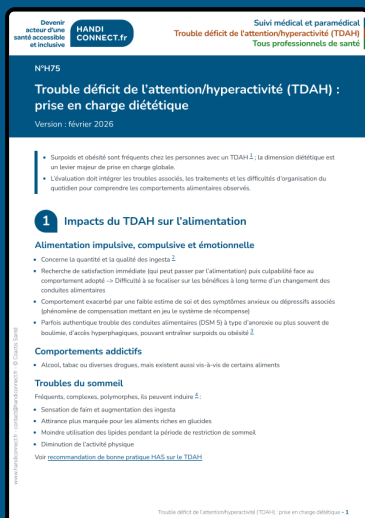 Devenir
acteur d'une
santé accessible
et inclusive
HANDI
CONNECT.fr
Suivi médical et paramédical
Trouble déficit de l'attention/hyperactivité (TDAH)
Tous professionnels de santé
N°H75
Trouble déficit de l'attention/hyperactivité (TDAH) :
prise en charge diététique
Version : février 2026
• Surpoids et obésité sont fréquents chez les personnes avec un TDAH 1 ; la dimension diététique est
un levier majeur de prise en charge globale.
• L'évaluation doit intégrer les troubles associés, les traitements et les difficultés d'organisation du
quotidien pour comprendre les comportements alimentaires observés.
1 Impacts du TDAH sur l'alimentation
Alimentation impulsive, compulsive et émotionnelle
• Concerne la quantité et la qualité des ingesta 2
• Recherche de satisfaction immédiate (qui peut passer par l'alimentation) puis culpabilité face au
comportement adopté –> Difficulté à se focaliser sur les bénéfices à long terme d'un changement des
conduites alimentaires
• Comportement exacerbé par une faible estime de soi et des symptômes anxieux ou dépressifs associés
(phénomène de compensation mettant en jeu le système de récompense)
• Parfois authentique trouble des conduites alimentaires (DSM 5) à type d'anorexie ou plus souvent de
boulimie, d'accès hyperphagiques, pouvant entraîner surpoids ou obésité 3
Comportements addictifs
• Alcool, tabac ou diverses drogues, mais existent aussi vis-à-vis de certains aliments
Troubles du sommeil
Fréquents, complexes, polymorphes, ils peuvent induire 4 :
• Sensation de faim et augmentation des ingesta
• Attirance plus marquée pour les aliments riches en glucides
• Moindre utilisation des lipides pendant la période de restriction de sommeil
• Diminution de l'activité physique
Voir recommandation de bonne pratique HAS sur le TDAH
www.handiconnect.fr - contact@handiconnect.fr - © Coactis Santé
Trouble déficit de l'attention/hyperactivité (TDAH) : prise en charge diététique - 1